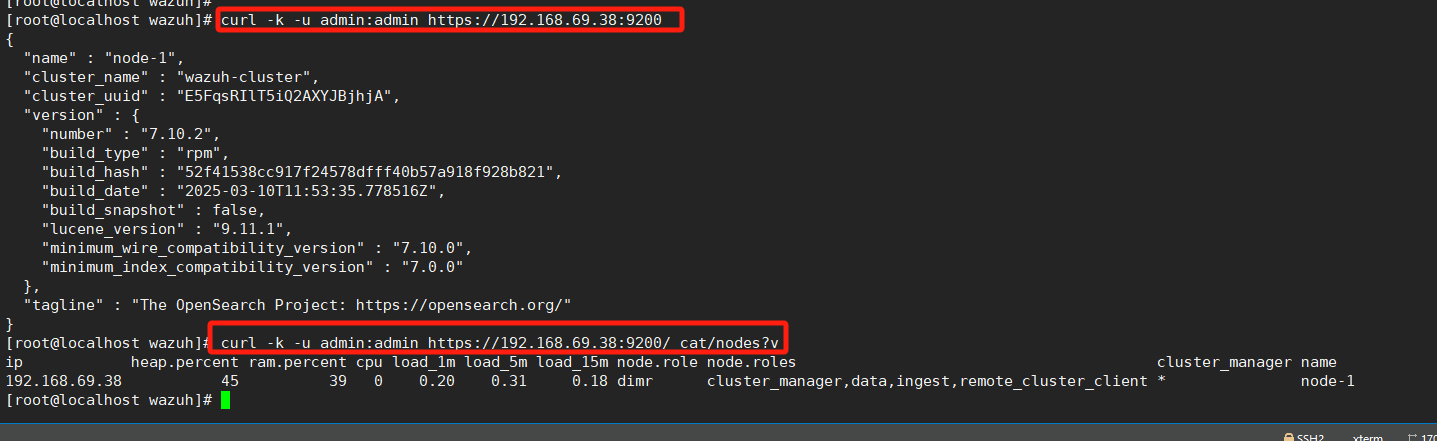 [root@localhost wazuh]#
[root@localhost wazuh]# curl -k -u admin:admin https://192.168.69.38:9200
{
  "name" : "node-1",
  "cluster_name" : "wazuh-cluster",
  "cluster_uuid" : "E5FqsRIlT5iQ2AXYJBjhjA",
  "version" : {
    "number" : "7.10.2",
    "build_type" : "rpm",
    "build_hash" : "52f41538cc917f24578dfff40b57a918f928b821",
    "build_date" : "2025-03-10T11:53:35.778516Z",
    "build_snapshot" : false,
    "lucene_version" : "9.11.1",
    "minimum_wire_compatibility_version" : "7.10.0",
    "minimum_index_compatibility_version" : "7.0.0"
  },
  "tagline" : "The OpenSearch Project: https://opensearch.org/"
}
[root@localhost wazuh]# curl -k -u admin:admin https://192.168.69.38:9200/_cat/nodes?v
ip            heap.percent ram.percent cpu load_1m load_5m load_15m node.role node.roles                                        cluster_manager name
192.168.69.38           45          39   0    0.20    0.31     0.18 dimr      cluster_manager,data,ingest,remote_cluster_client *               node-1
[root@localhost wazuh]#
SSH2 xterm